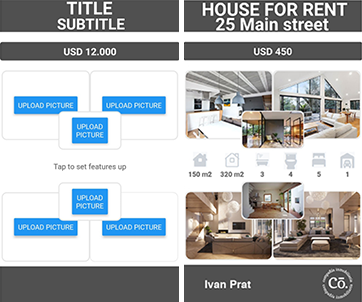 TITLE
SUBTITLE
USD 12.000
UPLOAD PICTURE
UPLOAD PICTURE
UPLOAD
PICTURE
Tap to set features up
UPLOAD
PICTURE
UPLOAD PICTURE
UPLOAD PICTURE
HOUSE FOR RENT
25 Main street
USD 450
150 m2
320 m2
3
4
5
1
Ivan Prat
Co.